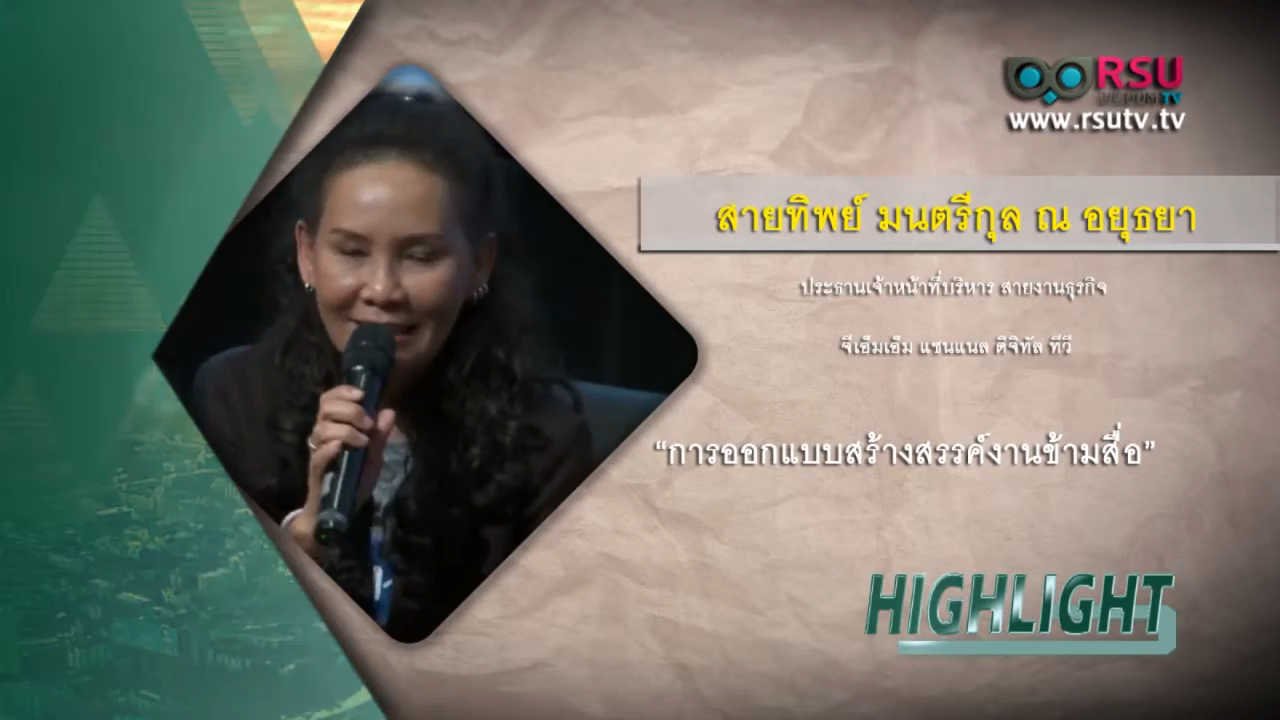 RSU
TV
www.rsutv.tv
สายทิพย์ มนตรีกุล ณ อยุธยา
ประธานเจ้าหน้าที่บริหาร สายงานธุรกิจ
จีเอ็มเอ็ม แชนแนล ดิจิทัล ทีวี
“การออกแบบสร้างสรรค์งานข้ามสื่อ”
HIGHLIGHT